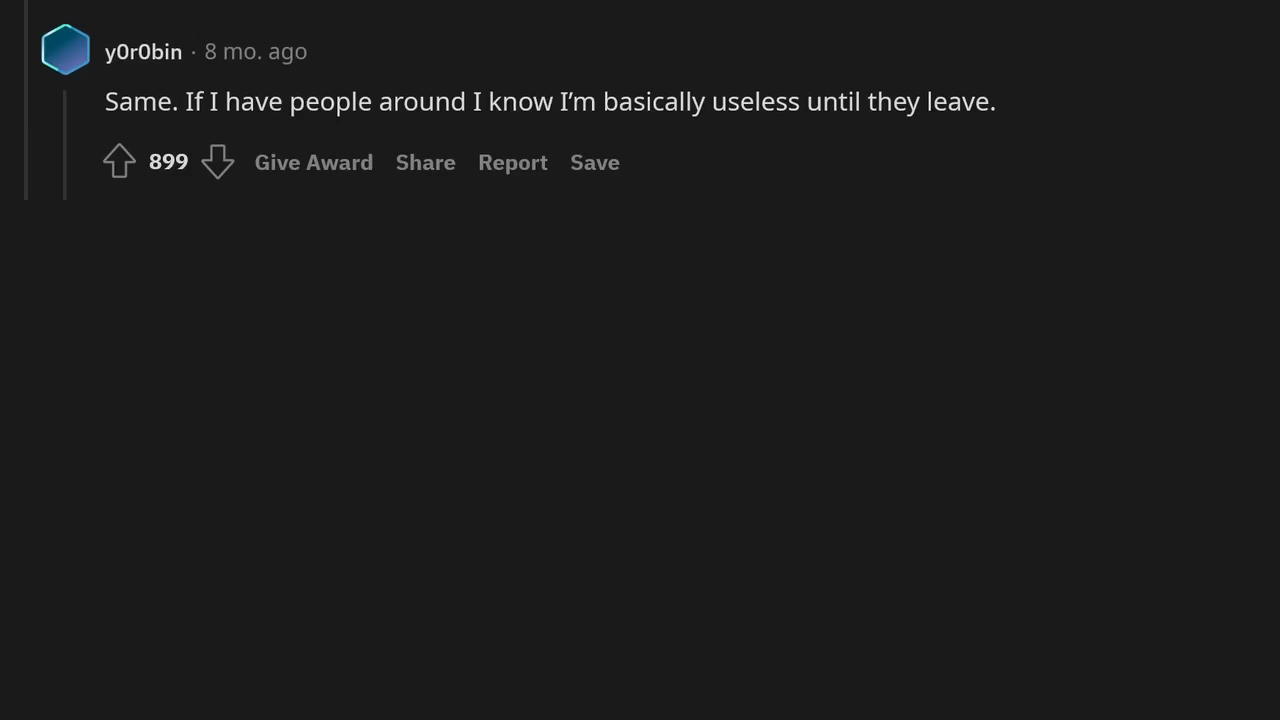 y0r0bin · 8 mo. ago
Same. If I have people around I know I’m basically useless until they leave.
899 Give Award Share Report Save